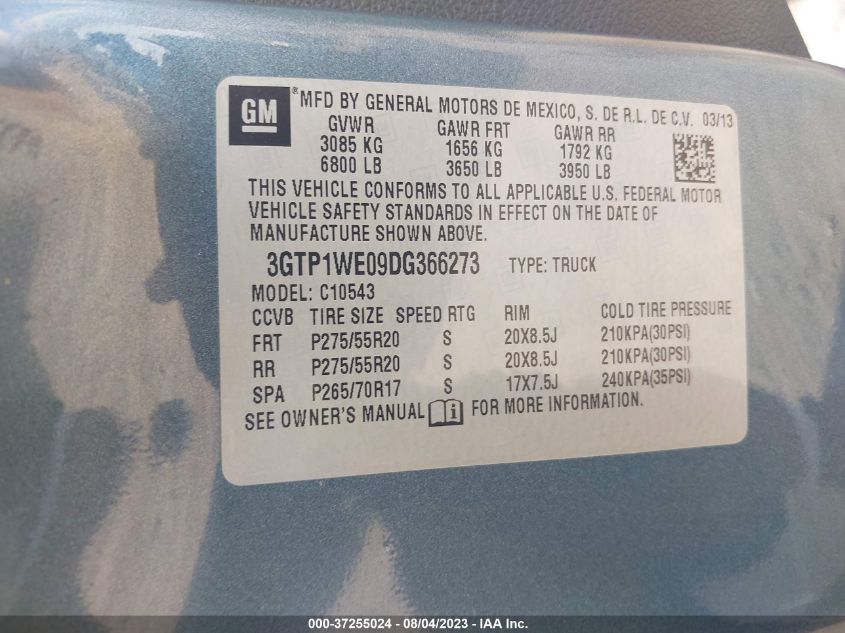 GM ® MFD BY GENERAL MOTORS DE MEXICO, S. DE R.L. DE C.V. 03/13
GVWR GAWR FRT GAWR RR
3085 KG 1656 KG 1792 KG
6800 LB 3650 LB 3950 LB
THIS VEHICLE CONFORMS TO ALL APPLICABLE U.S. FEDERAL MOTOR
VEHICLE SAFETY STANDARDS IN EFFECT ON THE DATE OF
MANUFACTURE SHOWN ABOVE.
3GTP1WE09DG366273 TYPE: TRUCK
MODEL: C10543
CCVB TIRE SIZE SPEED RTG RIM COLD TIRE PRESSURE
FRT P275/55R20 S 20X8.5J 210KPA(30PSI)
RR P275/55R20 S 20X8.5J 210KPA(30PSI)
SPA P265/70R17 S 17X7.5J 240KPA(35PSI)
SEE OWNER'S MANUAL i FOR MORE INFORMATION.
000-37255024 - 08/04/2023 - IAA Inc.